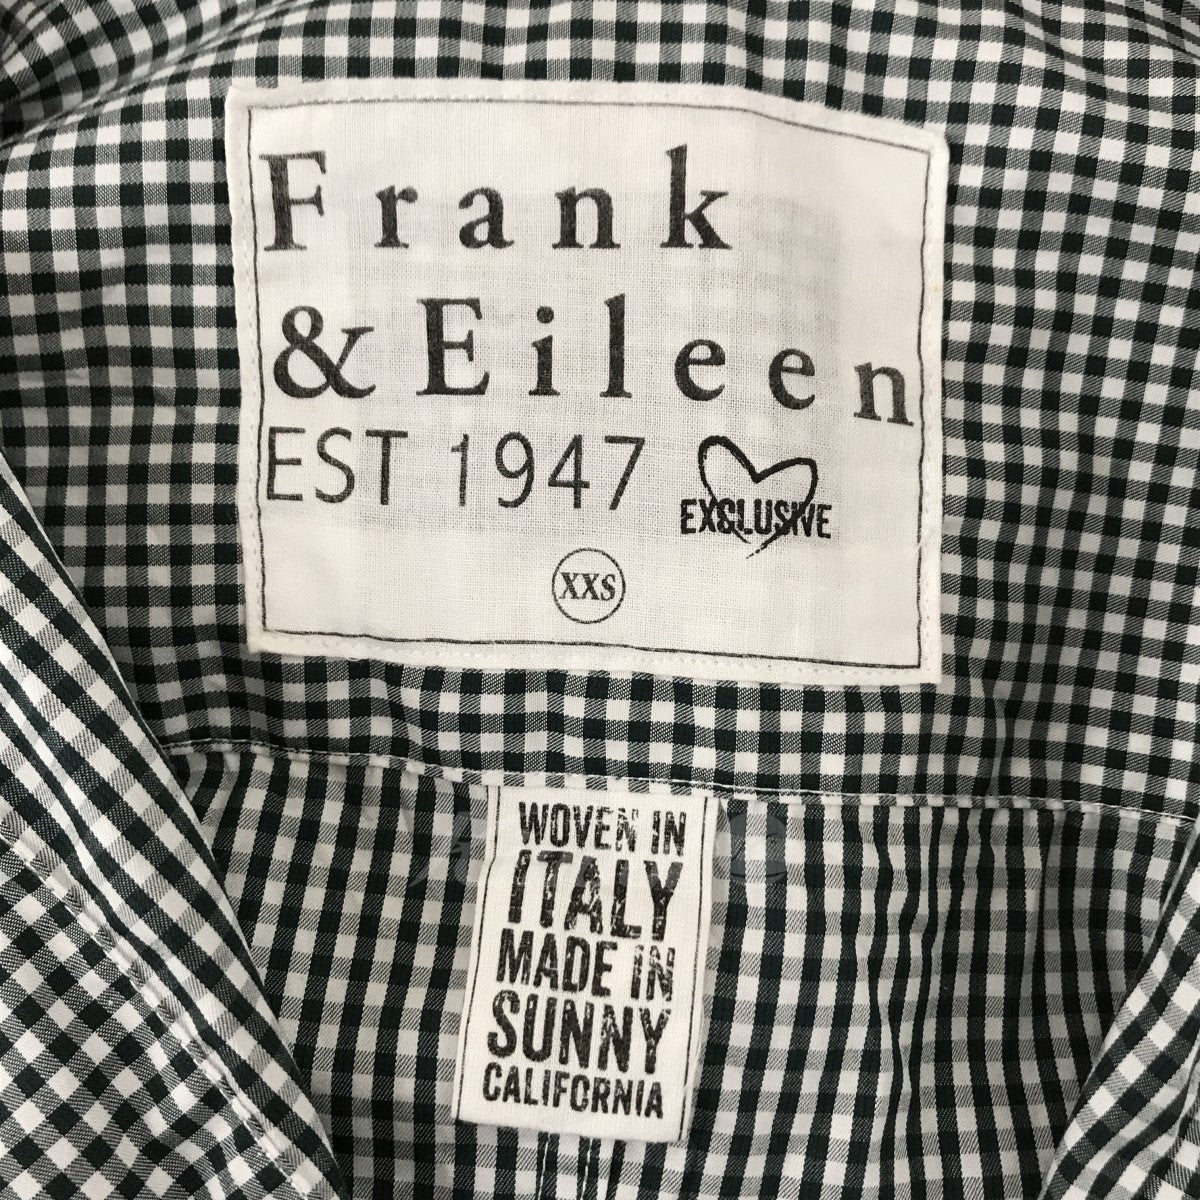 Frank
& Eileen
EST 1947
EXCLUSIVE
XXS
WOVEN IN
ITALY
MADE IN
SUNNY
CALIFORNIA